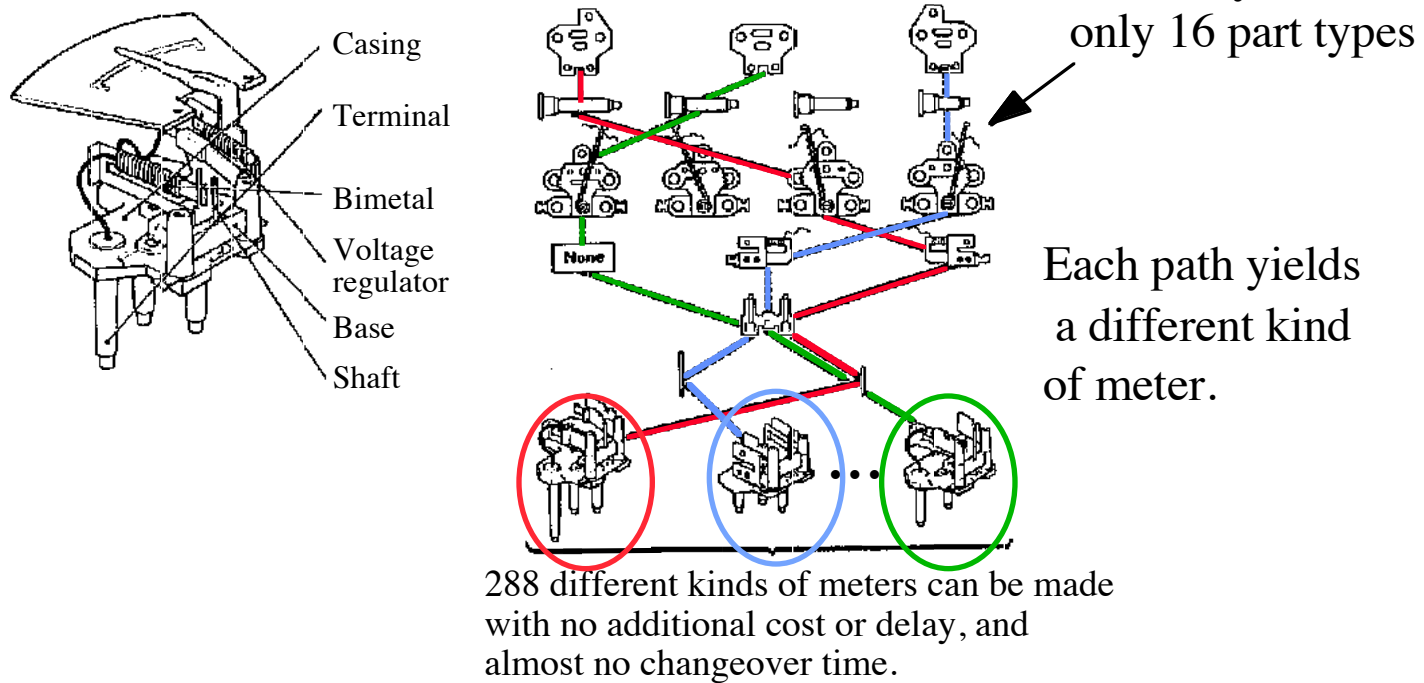 Casing
Terminal
Bimetal
Voltage
regulator
Base
Shaft
only 16 part types
None
Each path yields
a different kind
of meter.
288 different kinds of meters can be made
with no additional cost or delay, and
almost no changeover time.